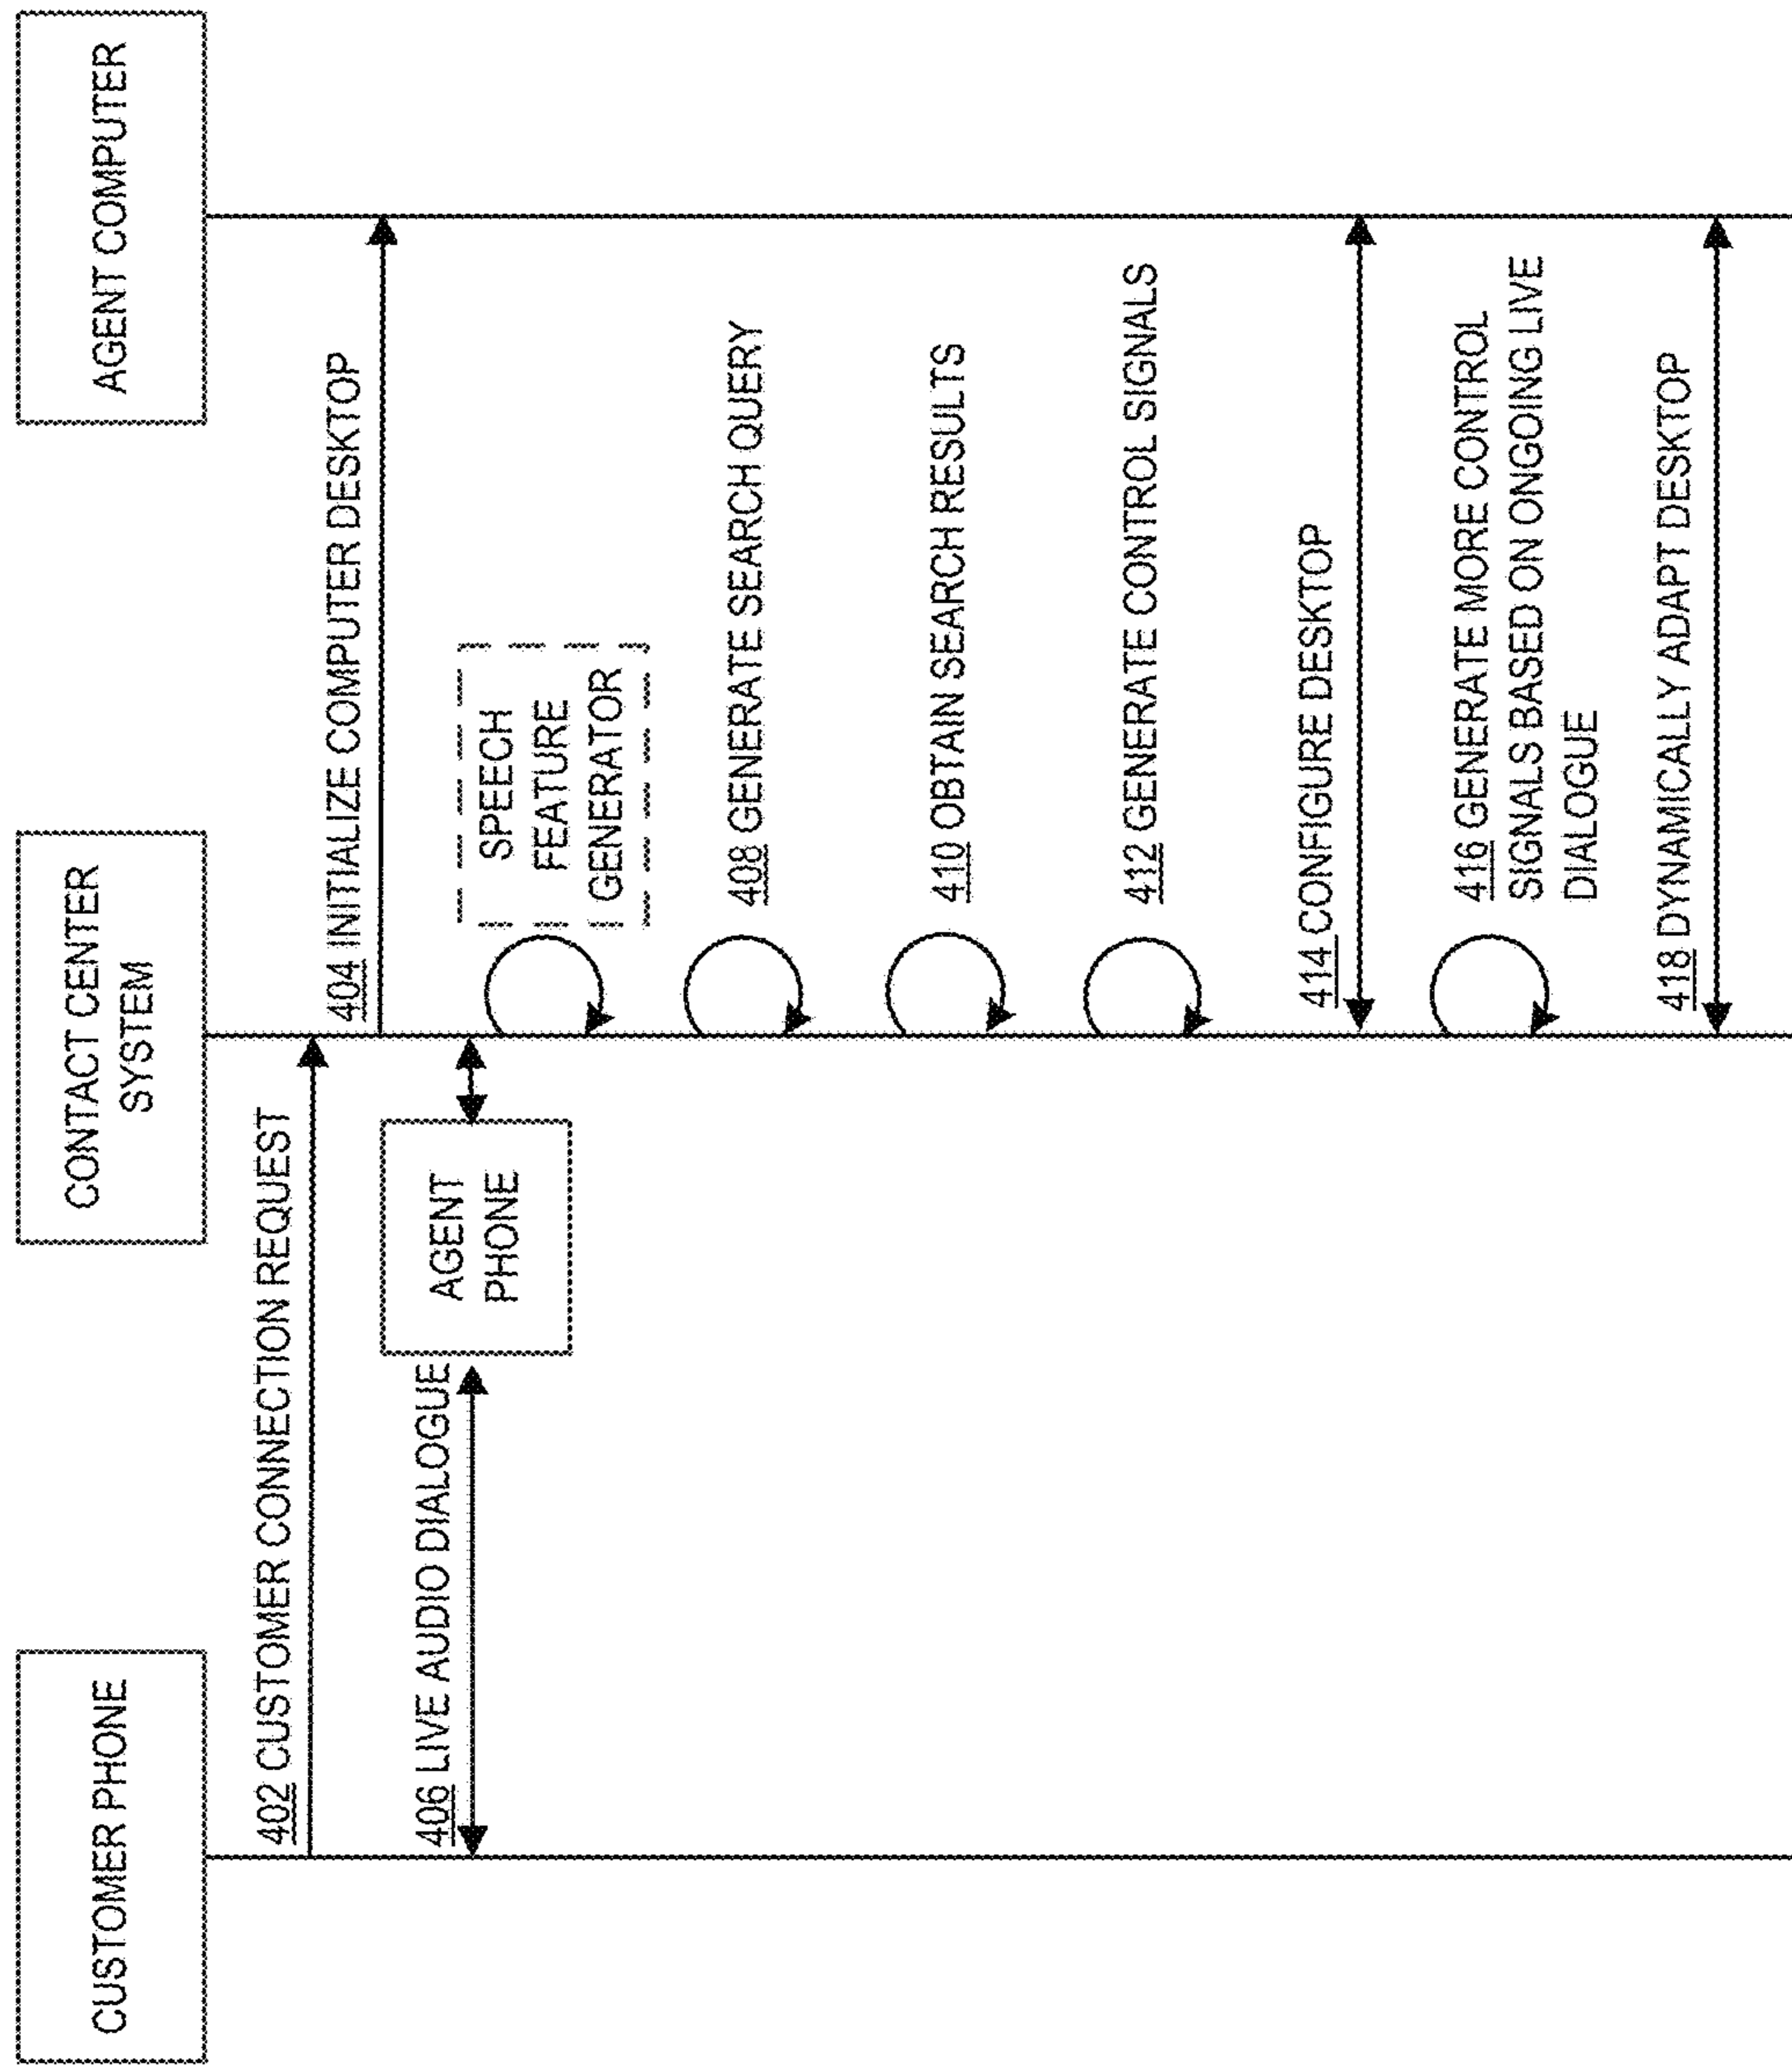 CUSTOMER PHONE
CONTACT CENTER
SYSTEM
AGENT COMPUTER
402 CUSTOMER CONNECTION REQUEST
404 INITIALIZE COMPUTER DESKTOP
406 LIVE AUDIO DIALOGUE
AGENT
PHONE
SPEECH
FEATURE
GENERATOR
408 GENERATE SEARCH QUERY
410 OBTAIN SEARCH RESULTS
412 GENERATE CONTROL SIGNALS
414 CONFIGURE DESKTOP
416 GENERATE MORE CONTROL
SIGNALS BASED ON ONGOING LIVE
DIALOGUE
418 DYNAMICALLY ADAPT DESKTOP